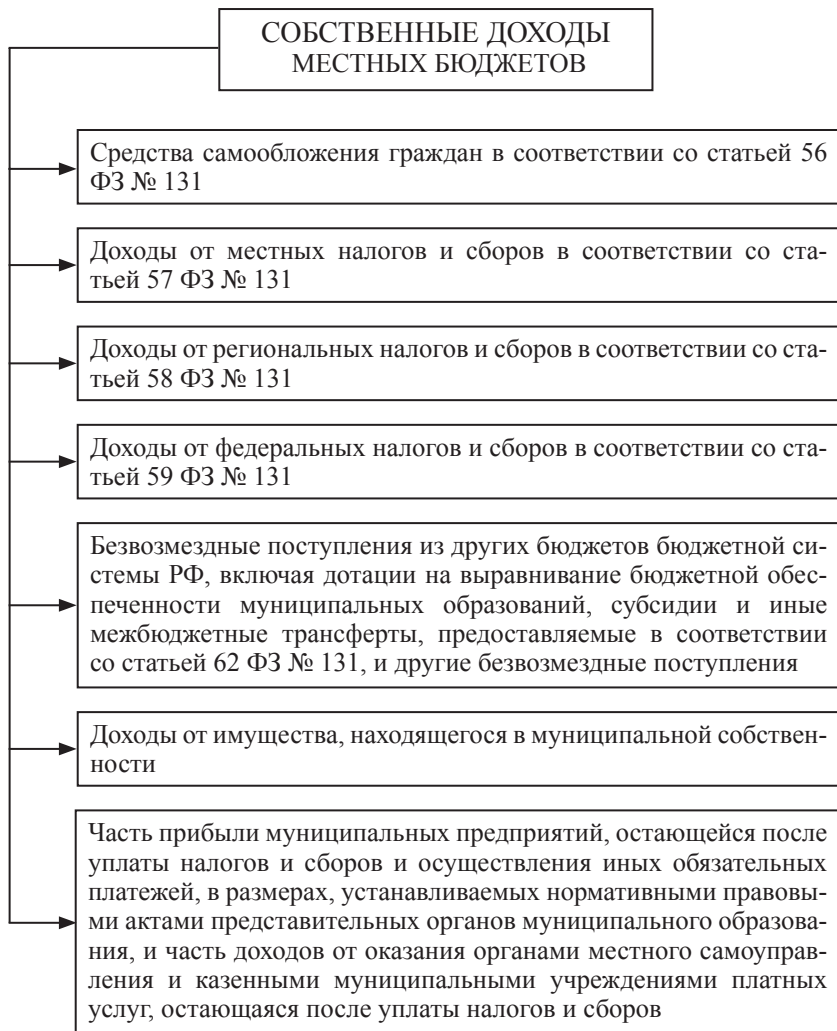 СОБСТВЕННЫЕ ДОХОДЫ
МЕСТНЫХ БЮДЖЕТОВ
Средства самообложения граждан в соответствии со статьей 56
ФЗ № 131
Доходы от местных налогов и сборов в соответствии со ста-
тьей 57 ФЗ № 131
Доходы от региональных налогов и сборов в соответствии со ста-
тьей 58 ФЗ № 131
Доходы от федеральных налогов и сборов в соответствии со ста-
тьей 59 ФЗ № 131
Безвозмездные поступления из других бюджетов бюджетной си-
стемы РФ, включая дотации на выравнивание бюджетной обес-
печенности муниципальных образований, субсидии и иные
межбюджетные трансферты, предоставляемые в соответствии
со статьей 62 ФЗ № 131, и другие безвозмездные поступления
Доходы от имущества, находящегося в муниципальной собствен-
ности
Часть прибыли муниципальных предприятий, остающейся после
уплаты налогов и сборов и осуществления иных обязательных
платежей, в размерах, устанавливаемых нормативными правовы-
ми актами представительных органов муниципального образова-
ния, и часть доходов от оказания органами местного самоуправ-
ления и казенными муниципальными учреждениями платных
услуг, остающаяся после уплаты налогов и сборов